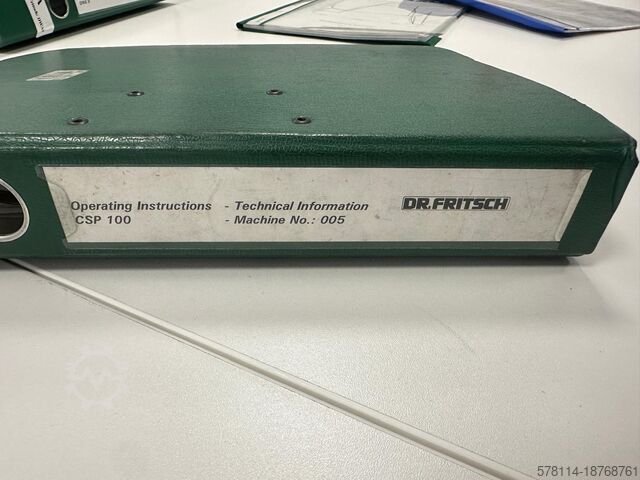 Operating Instructions - Technical Information DR.FRITSCH
CSP 100 - Machine No.: 005
578114-18768761